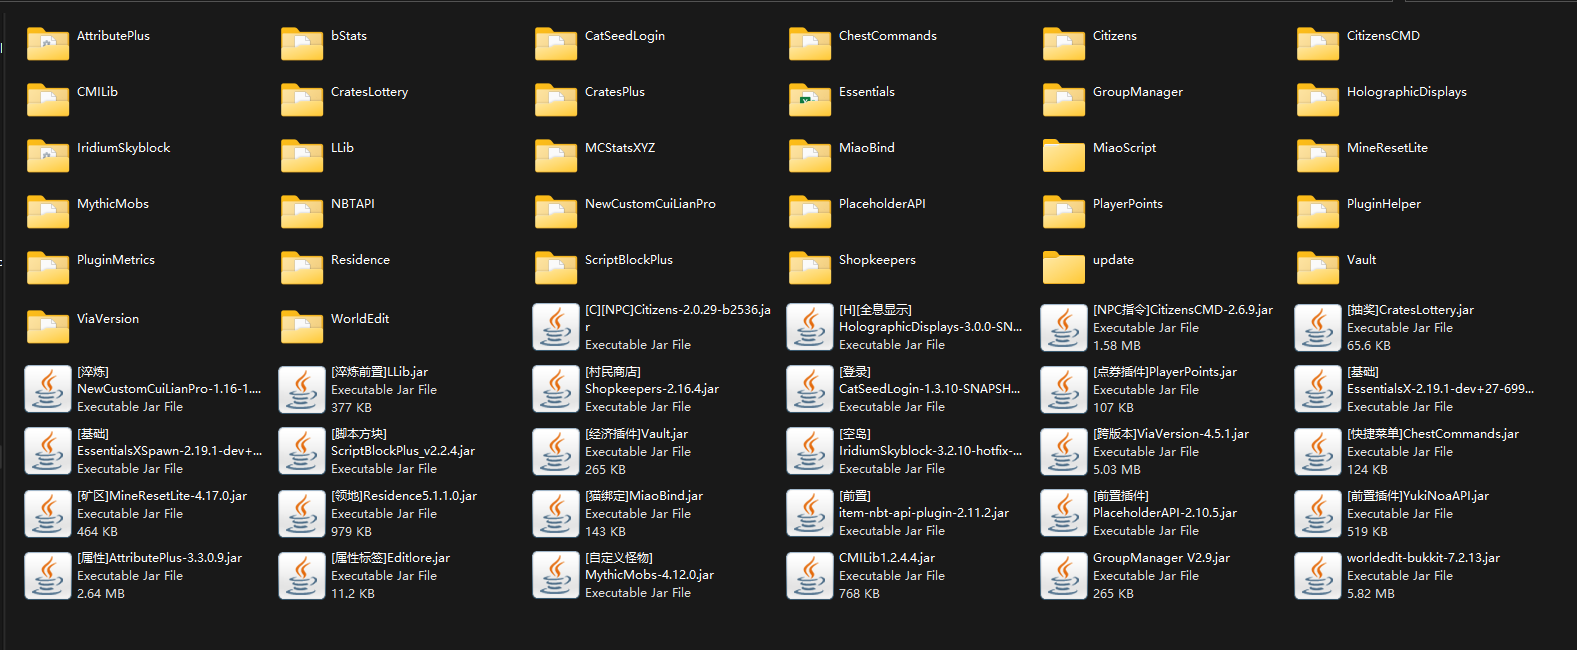 AttributePlus
bStats
CatSeedLogin
ChestCommands
Citizens
CitizensCMD
CMILib
CratesLottery
CratesPlus
Essentials
GroupManager
HolographicDisplays
IridiumSkyblock
LLib
MCStatsXYZ
MiaoBind
MiaoScript
MineResetLite
MythicMobs
NBTAPI
NewCustomCuiLianPro
PlaceholderAPI
PlayerPoints
PluginHelper
PluginMetrics
Residence
ScriptBlockPlus
Shopkeepers
update
Vault
ViaVersion
WorldEdit
[C][NPC]Citizens-2.0.29-b2536.ja
r
Executable Jar File
[H][全息显示]
HolographicDisplays-3.0.0-SN...
Executable Jar File
[NPC指令]CitizensCMD-2.6.9.jar
Executable Jar File
1.58 MB
[抽奖]CratesLottery.jar
Executable Jar File
65.6 KB
[淬炼]
NewCustomCuiLianPro-1.16-1....
Executable Jar File
[淬炼前置]LLib.jar
Executable Jar File
377 KB
[村民商店]
Shopkeepers-2.16.4.jar
Executable Jar File
[登录]
CatSeedLogin-1.3.10-SNAPSH...
Executable Jar File
[点券插件]PlayerPoints.jar
Executable Jar File
107 KB
[基础]
EssentialsX-2.19.1-dev+27-699...
Executable Jar File
[基础]
EssentialsXSpawn-2.19.1-dev+...
Executable Jar File
[脚本方块]
ScriptBlockPlus_v2.2.4.jar
Executable Jar File
[经济插件]Vault.jar
Executable Jar File
265 KB
[空岛]
IridiumSkyblock-3.2.10-hotfix-...
Executable Jar File
[跨版本]ViaVersion-4.5.1.jar
Executable Jar File
5.03 MB
[快捷菜单]ChestCommands.jar
Executable Jar File
124 KB
[矿区]MineResetLite-4.17.0.jar
Executable Jar File
464 KB
[领地]Residence5.1.1.0.jar
Executable Jar File
979 KB
[猫绑定]MiaoBind.jar
Executable Jar File
143 KB
[前置]
item-nbt-api-plugin-2.11.2.jar
Executable Jar File
[前置插件]
PlaceholderAPI-2.10.5.jar
Executable Jar File
[前置插件]YukiNoaAPI.jar
Executable Jar File
519 KB
[属性]AttributePlus-3.3.0.9.jar
Executable Jar File
2.64 MB
[属性标签]Editlore.jar
Executable Jar File
11.2 KB
[自定义怪物]
MythicMobs-4.12.0.jar
Executable Jar File
CMILib1.2.4.4.jar
Executable Jar File
768 KB
GroupManager V2.9.jar
Executable Jar File
265 KB
worldedit-bukkit-7.2.13.jar
Executable Jar File
5.82 MB